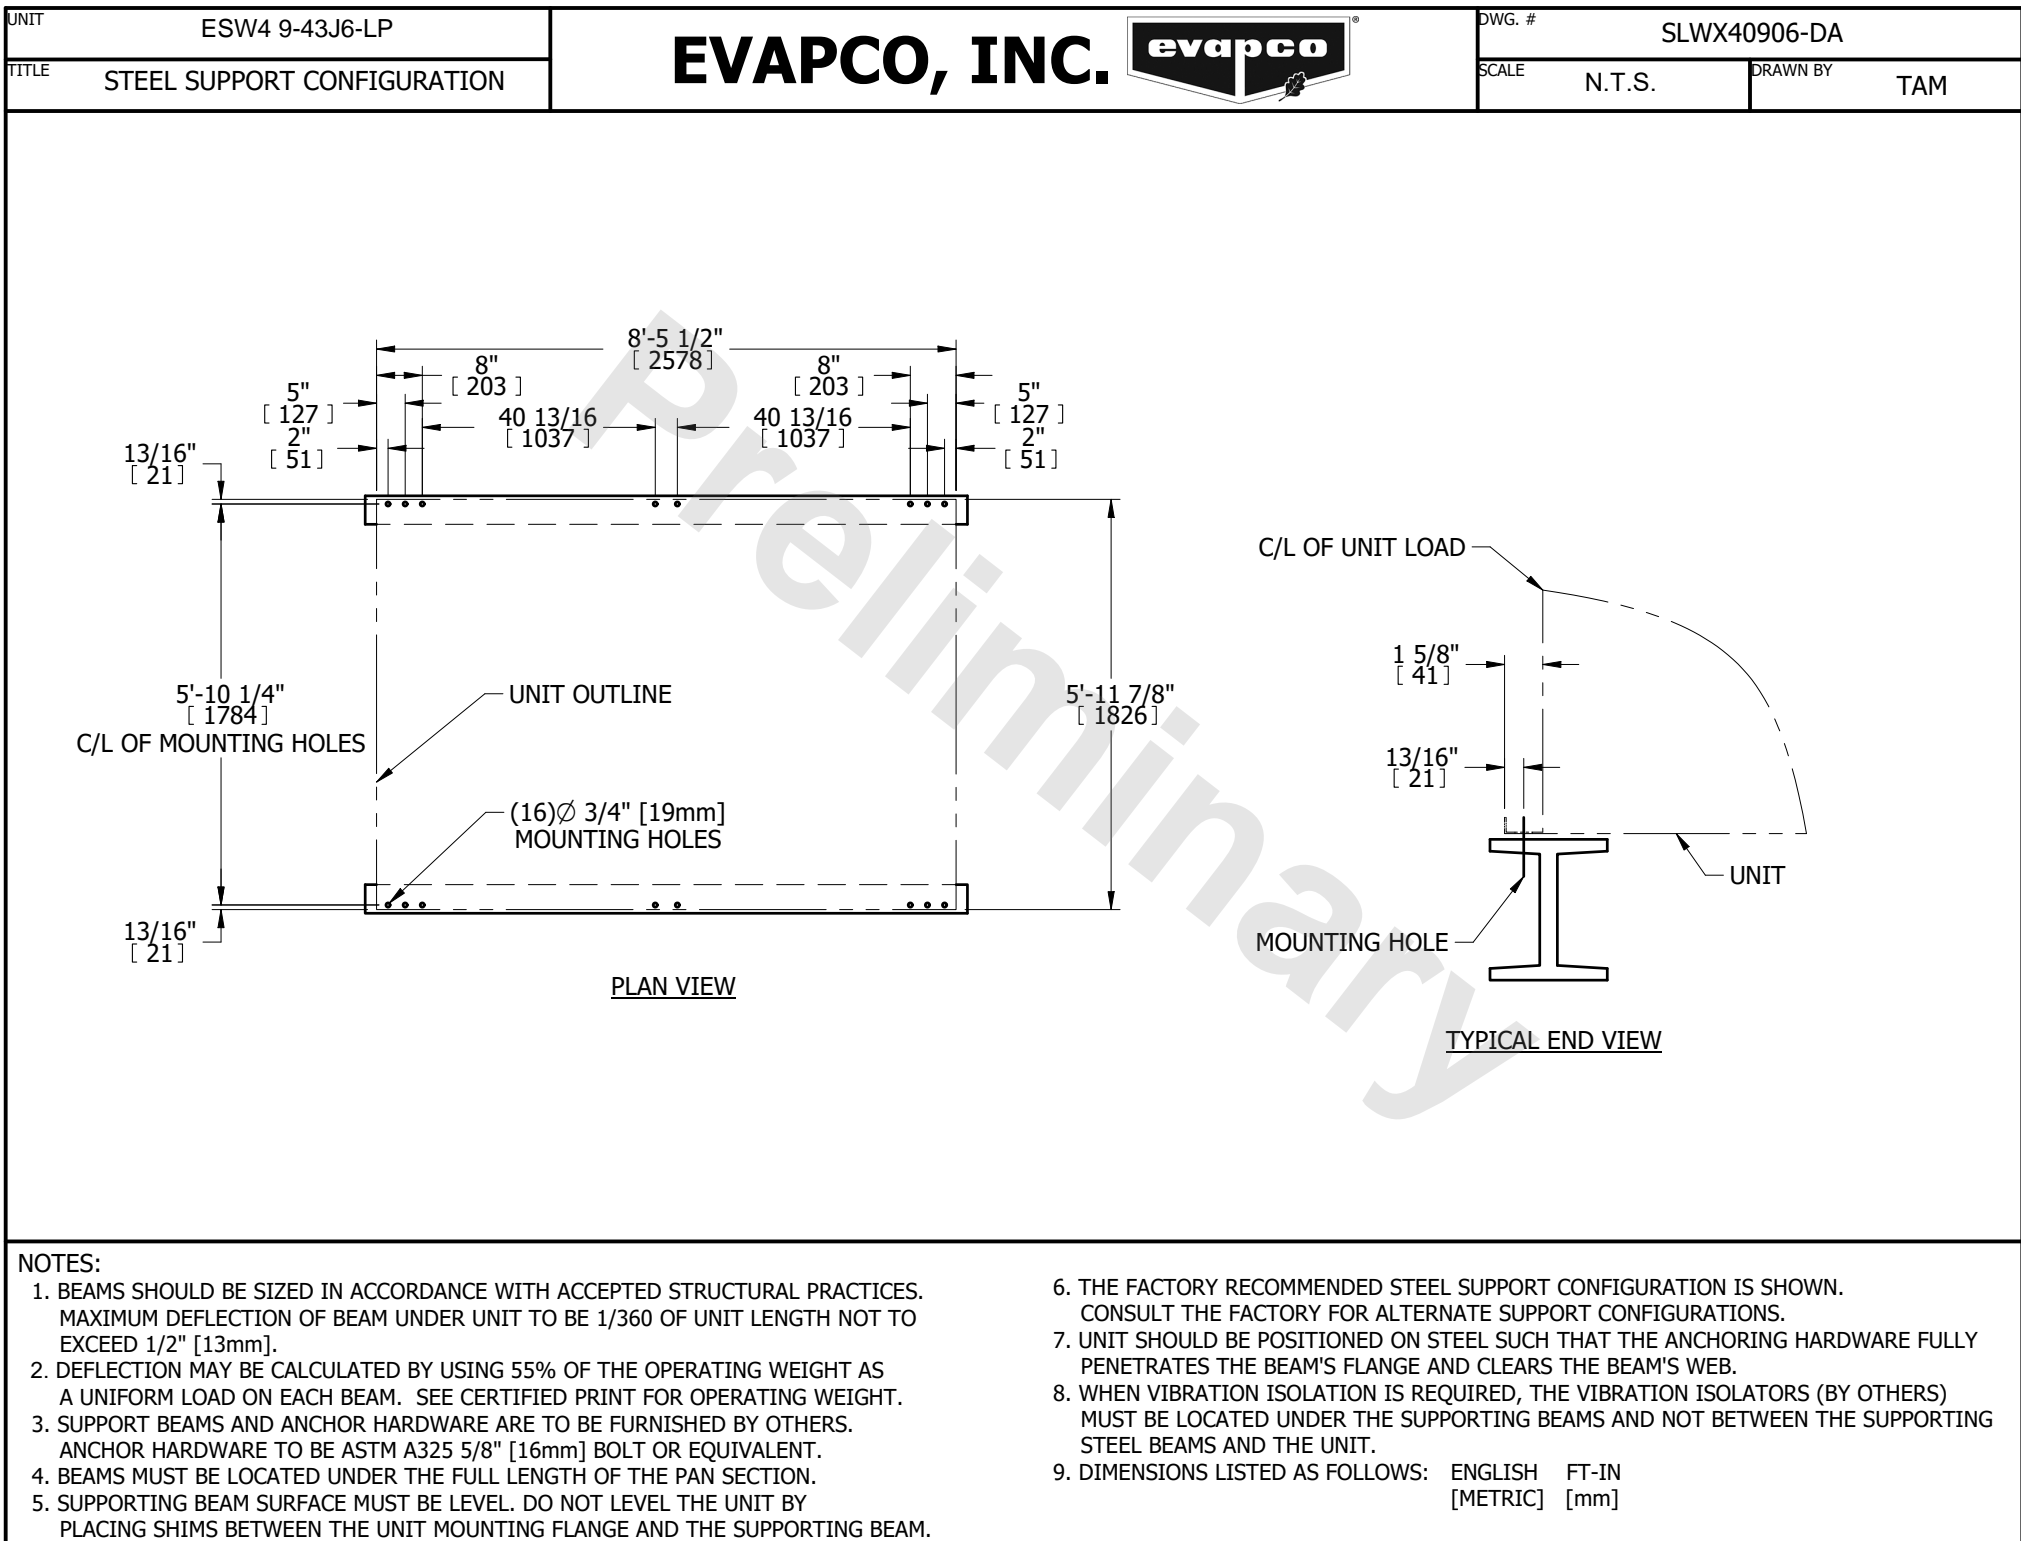 UNIT
ESW4 9-43J6-LP
TITLE
STEEL SUPPORT CONFIGURATION
EVAPCO, INC.
evapco
®
DWG. #
SLWX40906-DA
SCALE
N.T.S.
DRAWN BY
TAM
8'-5 1/2"
[ 2578 ]
8"
[ 203 ]
8"
[ 203 ]
5"
[ 127 ]
5"
[ 127 ]
40 13/16
[ 1037 ]
40 13/16
[ 1037 ]
2"
[ 51 ]
2"
[ 51 ]
13/16"
[ 21 ]
5'-10 1/4"
[ 1784 ]
C/L OF MOUNTING HOLES
UNIT OUTLINE
5'-11 7/8"
[ 1826 ]
(16)∅ 3/4" [19mm]
MOUNTING HOLES
13/16"
[ 21 ]
PLAN VIEW
Preliminary
C/L OF UNIT LOAD
1 5/8"
[ 41 ]
13/16"
[ 21 ]
UNIT
MOUNTING HOLE
TYPICAL END VIEW
NOTES:
1. BEAMS SHOULD BE SIZED IN ACCORDANCE WITH ACCEPTED STRUCTURAL PRACTICES.
MAXIMUM DEFLECTION OF BEAM UNDER UNIT TO BE 1/360 OF UNIT LENGTH NOT TO
EXCEED 1/2" [13mm].
2. DEFLECTION MAY BE CALCULATED BY USING 55% OF THE OPERATING WEIGHT AS
A UNIFORM LOAD ON EACH BEAM. SEE CERTIFIED PRINT FOR OPERATING WEIGHT.
3. SUPPORT BEAMS AND ANCHOR HARDWARE ARE TO BE FURNISHED BY OTHERS.
ANCHOR HARDWARE TO BE ASTM A325 5/8" [16mm] BOLT OR EQUIVALENT.
4. BEAMS MUST BE LOCATED UNDER THE FULL LENGTH OF THE PAN SECTION.
5. SUPPORTING BEAM SURFACE MUST BE LEVEL. DO NOT LEVEL THE UNIT BY
PLACING SHIMS BETWEEN THE UNIT MOUNTING FLANGE AND THE SUPPORTING BEAM.
6. THE FACTORY RECOMMENDED STEEL SUPPORT CONFIGURATION IS SHOWN.
CONSULT THE FACTORY FOR ALTERNATE SUPPORT CONFIGURATIONS.
7. UNIT SHOULD BE POSITIONED ON STEEL SUCH THAT THE ANCHORING HARDWARE FULLY
PENETRATES THE BEAM'S FLANGE AND CLEARS THE BEAM'S WEB.
8. WHEN VIBRATION ISOLATION IS REQUIRED, THE VIBRATION ISOLATORS (BY OTHERS)
MUST BE LOCATED UNDER THE SUPPORTING BEAMS AND NOT BETWEEN THE SUPPORTING
STEEL BEAMS AND THE UNIT.
9. DIMENSIONS LISTED AS FOLLOWS: ENGLISH FT-IN
[METRIC] [mm]